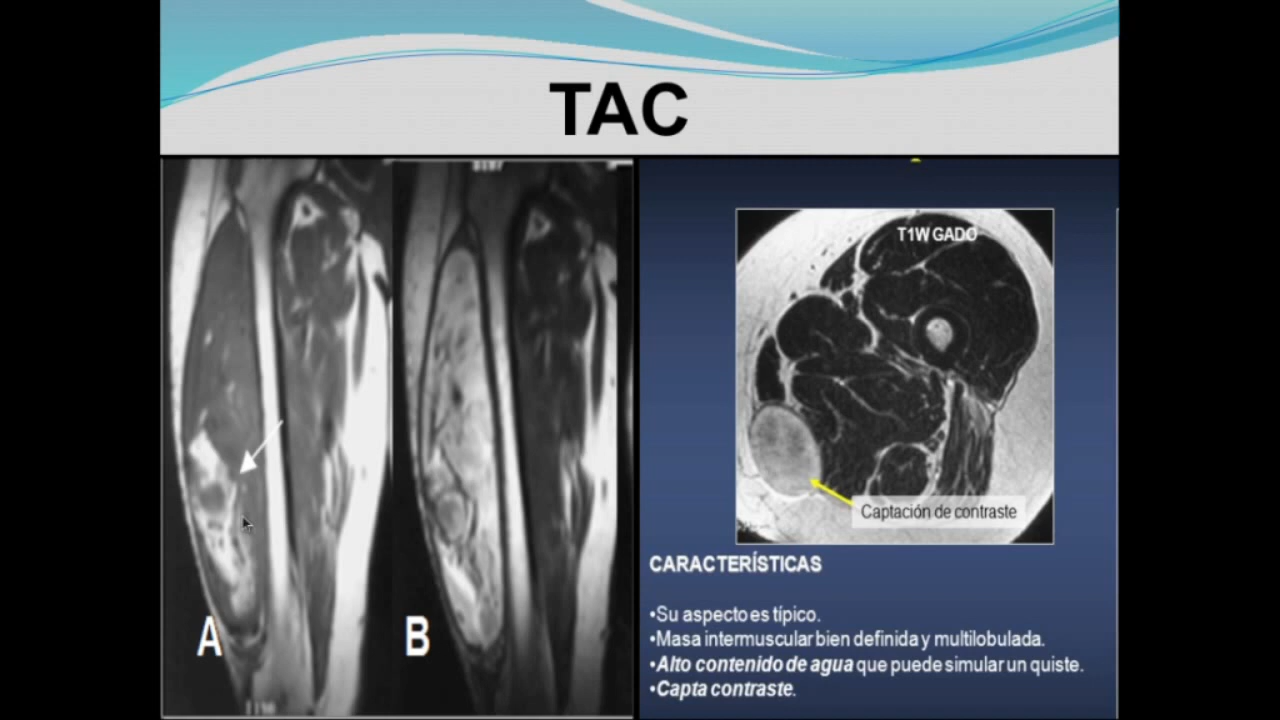 TAC
A
B
T1W GADO
Captación de contraste
CARACTERÍSTICAS
•Su aspecto es típico.
•Masa intermuscular bien definida y multilobulada.
•Alto contenido de agua que puede simular un quiste.
•Capta contraste.